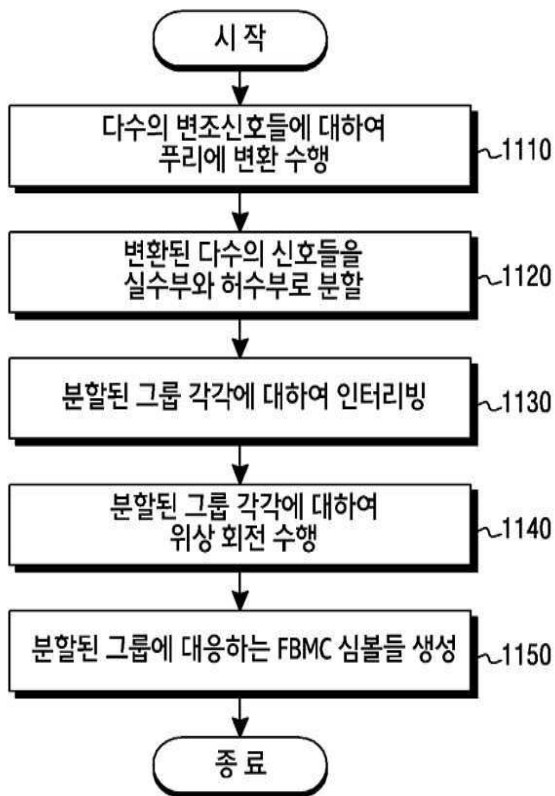 시작
다수의 변조신호들에 대하여
푸리에 변환 수행
1110
변환된 다수의 신호들을
실수부와 허수부로 분할
1120
분할된 그룹 각각에 대하여 인터리빙
1130
분할된 그룹 각각에 대하여
위상 회전 수행
1140
분할된 그룹에 대응하는 FBMC 심볼들 생성
1150
종료